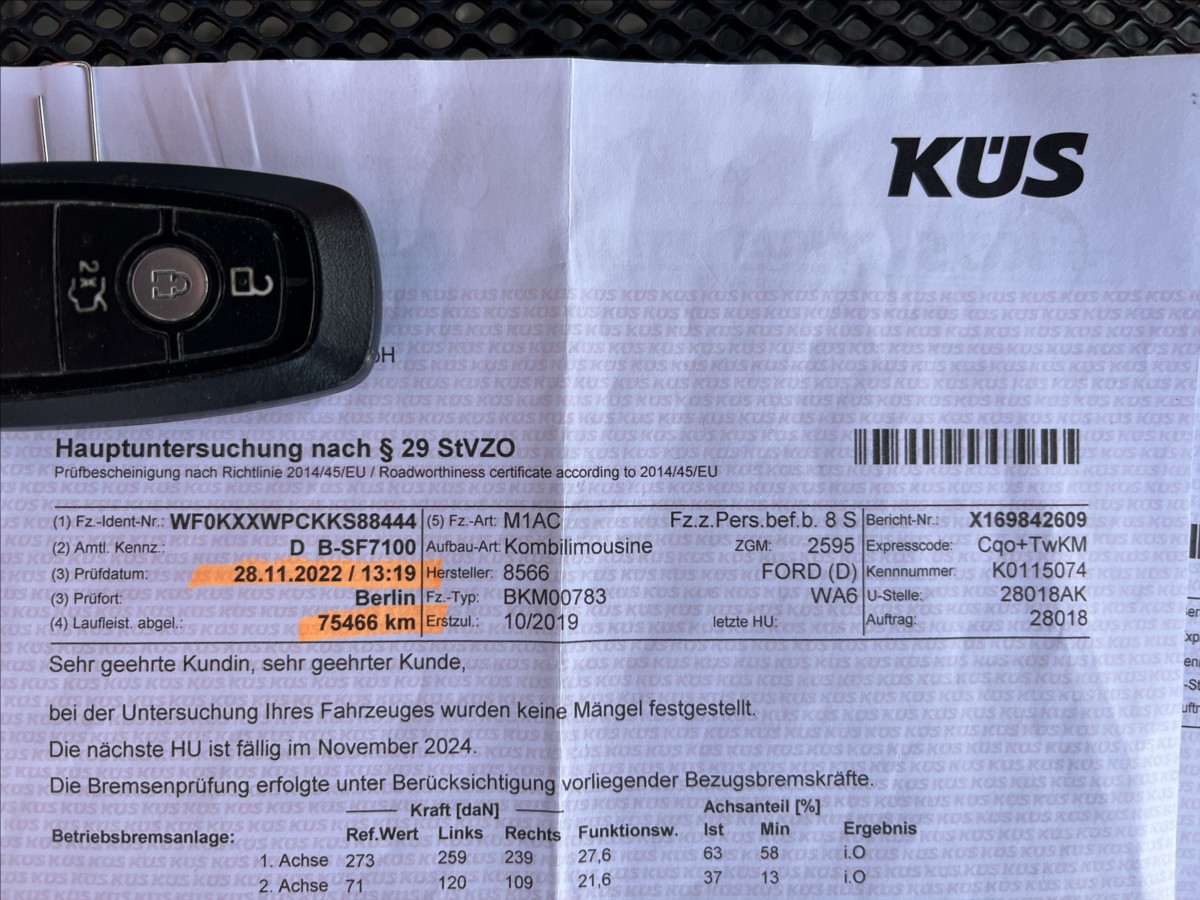 KÜS
2x
bH
Hauptuntersuchung nach § 29 StVZO
Prüfbescheinigung nach Richtlinie 2014/45/EU / Roadworthiness certificate according to 2014/45/EU
(1) Fz.-Ident-Nr.: WF0KXXWPCKKS88444 (5) Fz.-Art: M1AC Fz.z.Pers.bef.b. 8 S Bericht-Nr.: X169842609
(2) Amtl. Kennz.: D B-SF7100 Aufbau-Art: Kombilimousine ZGM: 2595 Expresscode: Cqo+TwKM
(3) Prüfdatum: 28.11.2022 / 13:19 Hersteller: 8566 FORD (D) Kennnummer: K0115074
(3) Prüfort: Berlin Fz.-Typ: BKM00783 WA6 U-Stelle: 28018AK
(4) Laufleist. abgel.: 75466 km Erstzul.: 10/2019 letzte HU: Auftrag: 28018
Sehr geehrte Kundin, sehr geehrter Kunde,
bei der Untersuchung Ihres Fahrzeuges wurden keine Mängel festgestellt.
Die nächste HU ist fällig im November 2024.
Die Bremsenprüfung erfolgte unter Berücksichtigung vorliegender Bezugsbremskräfte.
Kraft [daN] Achsanteil [%]
Betriebsbremsanlage: Ref.Wert Links Rechts Funktionsw. Ist Min Ergebnis
1. Achse 273 259 239 27,6 63 58 i.O
2. Achse 71 120 109 21,6 37 13 i.O